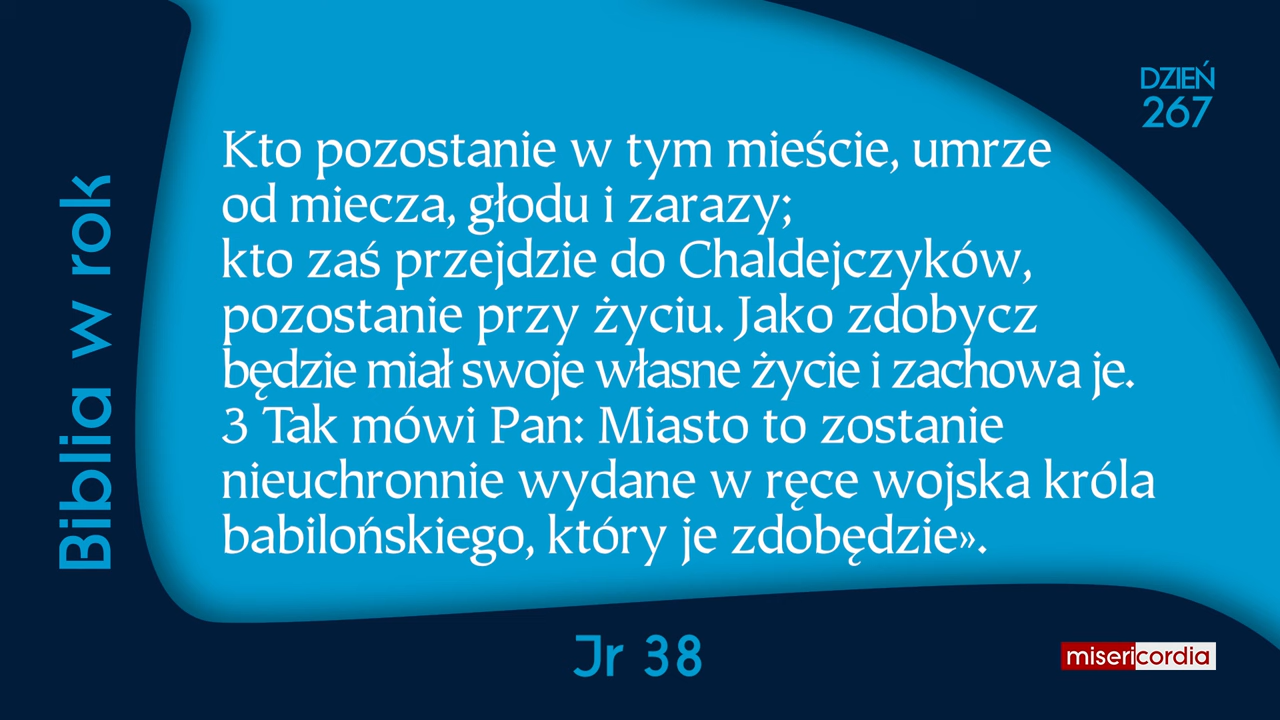 DZIEŃ
267
Biblia w rok
Kto pozostanie w tym mieście, umrze
od miecza, głodu i zarazy;
kto zaś przejdzie do Chaldejczyków,
pozostanie przy życiu. Jako zdobycz
będzie miał swoje własne życie i zachowa je.
3 Tak mówi Pan: Miasto to zostanie
nieuchronnie wydane w ręce wojska króla
babilońskiego, który je zdobędzie».
Jr 38
misericordia